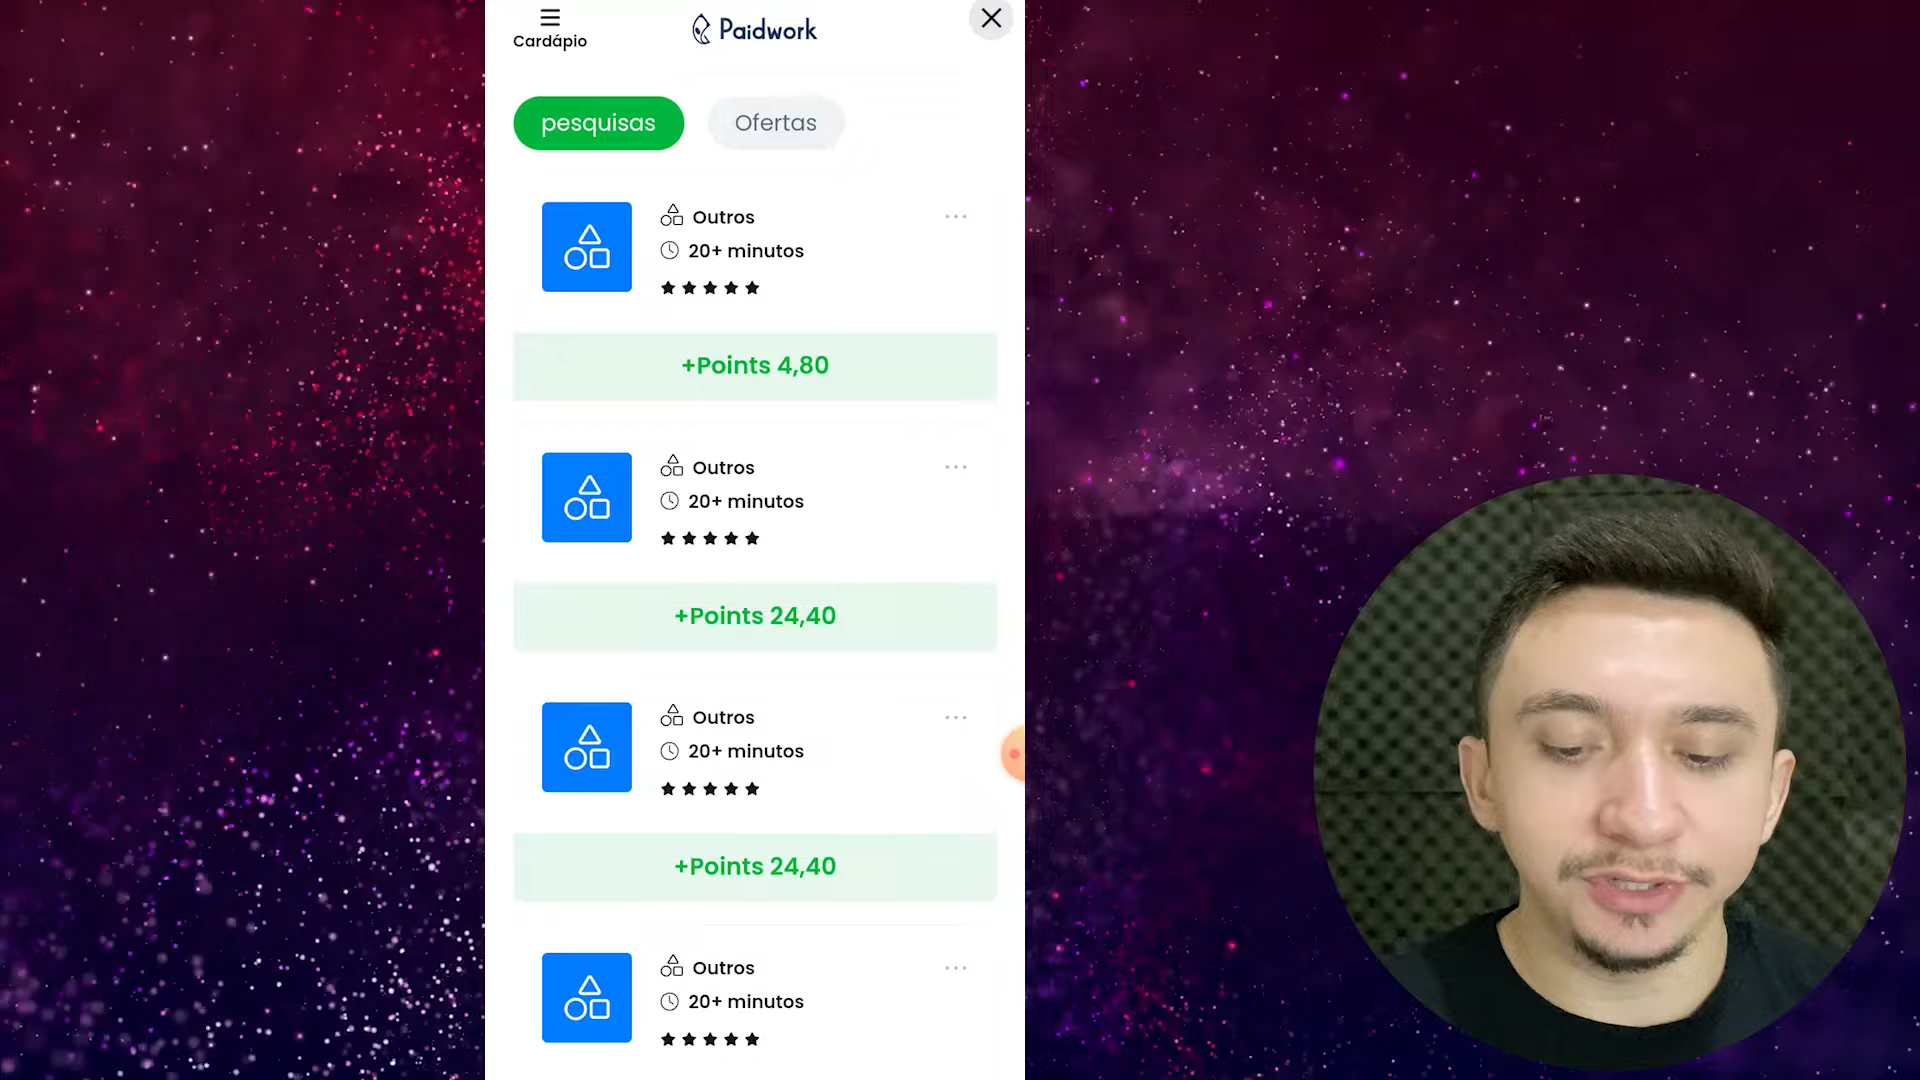 Cardápio
Paidwork
pesquisas
Ofertas
Outros
20+ minutos
+Points 4,80
Outros
20+ minutos
+Points 24,40
Outros
20+ minutos
+Points 24,40
Outros
20+ minutos